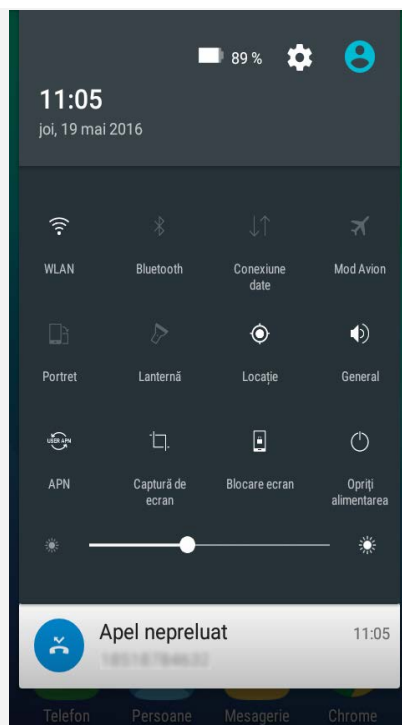 89 %
11:05
joi, 19 mai 2016
WLAN
Bluetooth
Conexiune
date
Mod Avion
Portret
Lanternă
Locație
General
USER APN
APN
Captură de
ecran
Blocare ecran
Opriți
alimentarea
Apel nepreluat
11:05
Telefon
Persoane
Mesagerie
Chrome